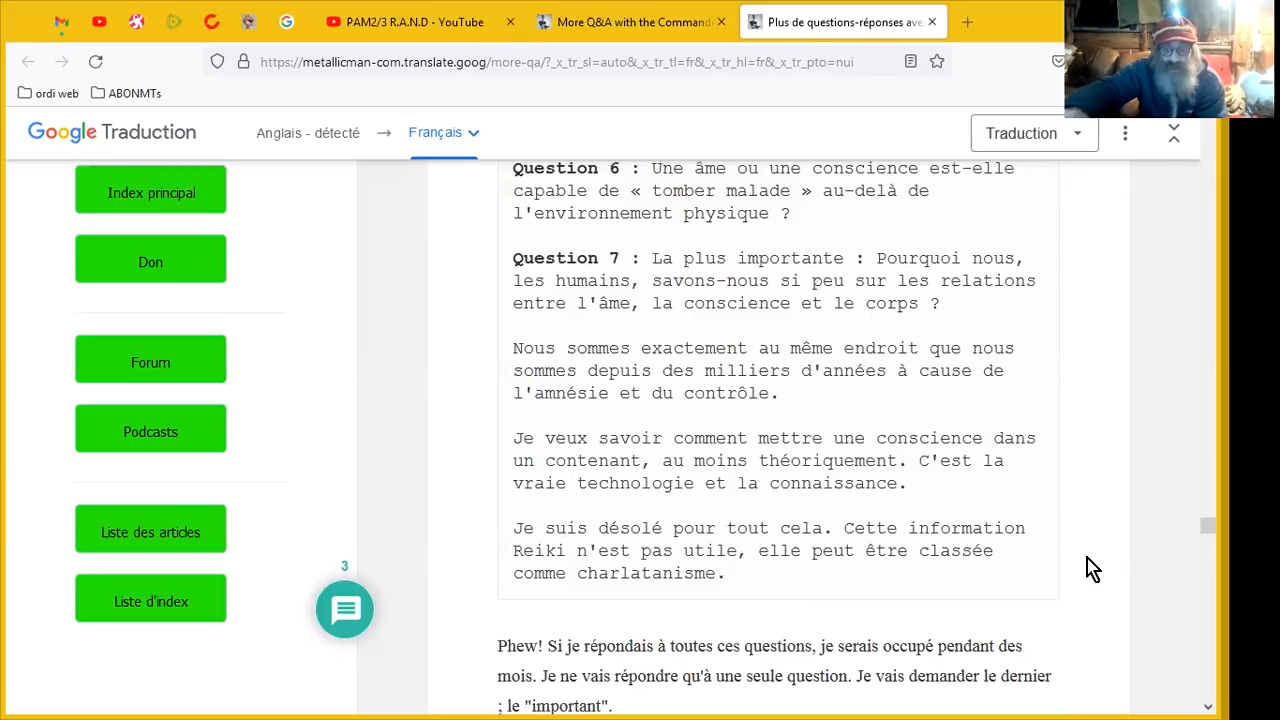 PAM2/3 R.A.N.D - YouTube
More Q&A with the Command
Plus de questions-réponses ave
https://metallicman-com.translate.goog/more-qa/?_x_tr_sl=auto&_x_tr_tl=fr&_x_tr_hl=fr&_x_tr_pto=nui
ordi web
ABONMTs
Google Traduction
Anglais - détecté
Français
Traduction
Index principal
Don
Forum
Podcasts
Liste des articles
Liste d'index
3
Question 6 : Une âme ou une conscience est-elle
capable de « tomber malade » au-delà de
l'environnement physique ?
Question 7 : La plus importante : Pourquoi nous,
les humains, savons-nous si peu sur les relations
entre l'âme, la conscience et le corps ?
Nous sommes exactement au même endroit que nous
sommes depuis des milliers d'années à cause de
l'amnésie et du contrôle.
Je veux savoir comment mettre une conscience dans
un contenant, au moins théoriquement. C'est la
vraie technologie et la connaissance.
Je suis désolé pour tout cela. Cette information
Reiki n'est pas utile, elle peut être classée
comme charlatanisme.
Phew! Si je répondais à toutes ces questions, je serais occupé pendant des
mois. Je ne vais répondre qu'à une seule question. Je vais demander le dernier
; le "important".